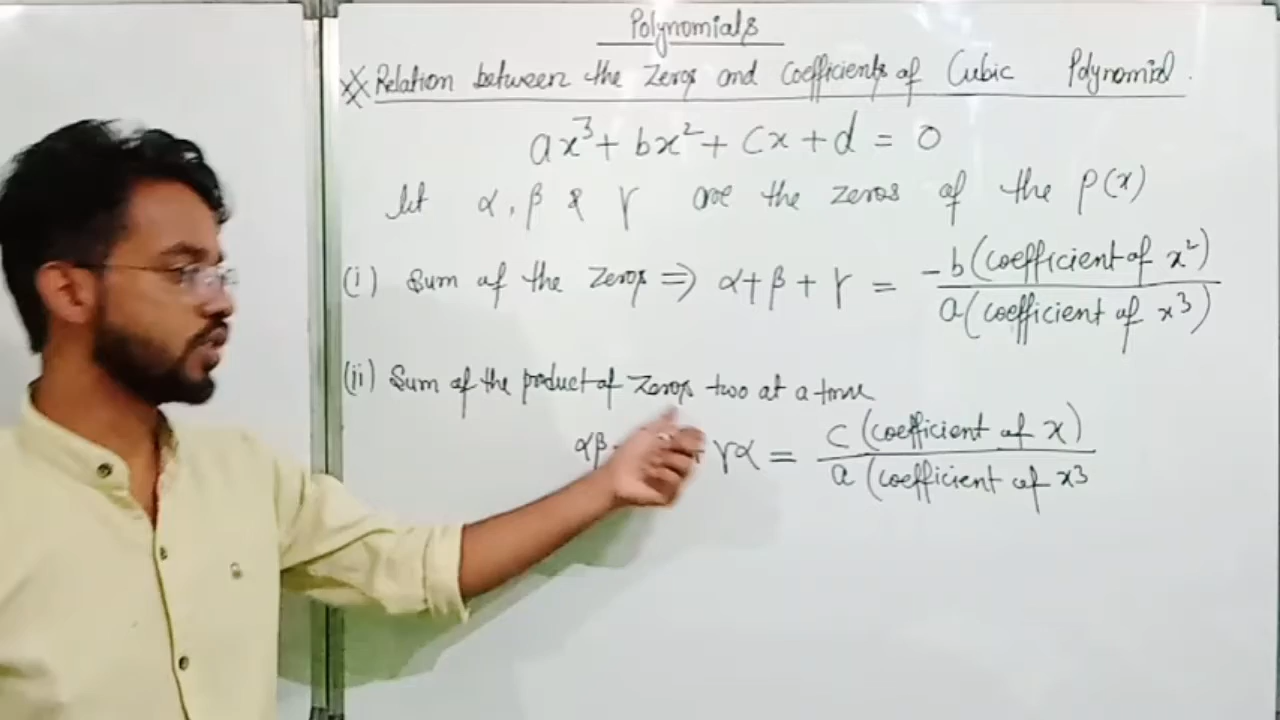 Polynomials
Relation between the Zeros and Coefficients of Cubic Polynomial.
ax³ + bx² + Cx + d = 0
let α, β & γ are the zeros of the P(x)
(i) Sum of the Zeros ⇒ α+β+γ = -b(coefficient of x²)/a(coefficient of x³)
(ii) Sum of the product of Zeros two at a time
αβ γα = C (coefficient of x)/a (coefficient of x3